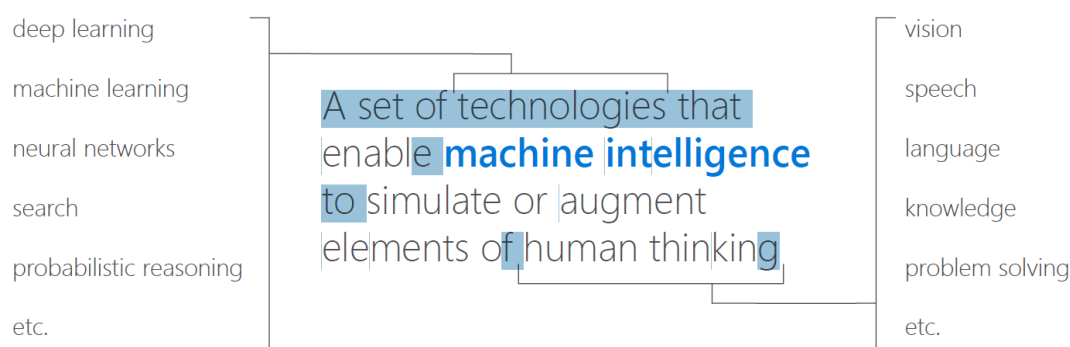 deep learning
machine learning
neural networks
search
probabilistic reasoning
etc.
A set of technologies that
enable machine intelligence
to simulate or augment
elements of human thinking
vision
speech
language
knowledge
problem solving
etc.